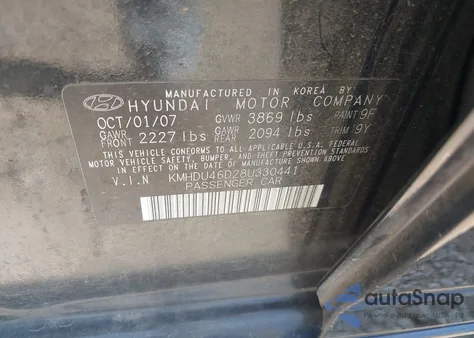 MANUFACTURED IN KOREA BY
HYUNDAI MOTOR COMPANY
OCT/01/07 GVWR 3869 lbs PAINT 9F
GAWR FRONT 2227 lbs GAWR REAR 2094 lbs TRIM 9Y
THIS VEHICLE CONFORMS TO ALL APPLICABLE U.S.A. FEDERAL
MOTOR VEHICLE SAFETY, BUMPER, AND THEFT PREVENTION
STANDARDS IN EFFECT ON THE DATE OF MANUFACTURE SHOWN ABOVE.
V.I.N KMHDU46D28U330441
PASSENGER CAR
autoSnap